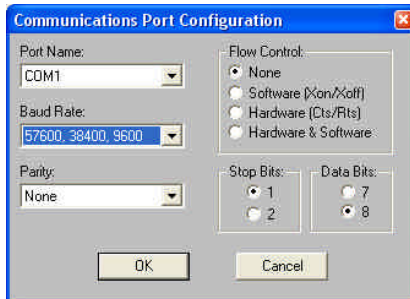 Communications Port Configuration
Port Name:
COM1
Baud Rate:
57600, 38400, 9600
Parity:
None
Flow Control:
None
Software (Xon/Xoff)
Hardware (Cts/Rts)
Hardware & Software
Stop Bits:
1
2
Data Bits:
7
8
OK
Cancel